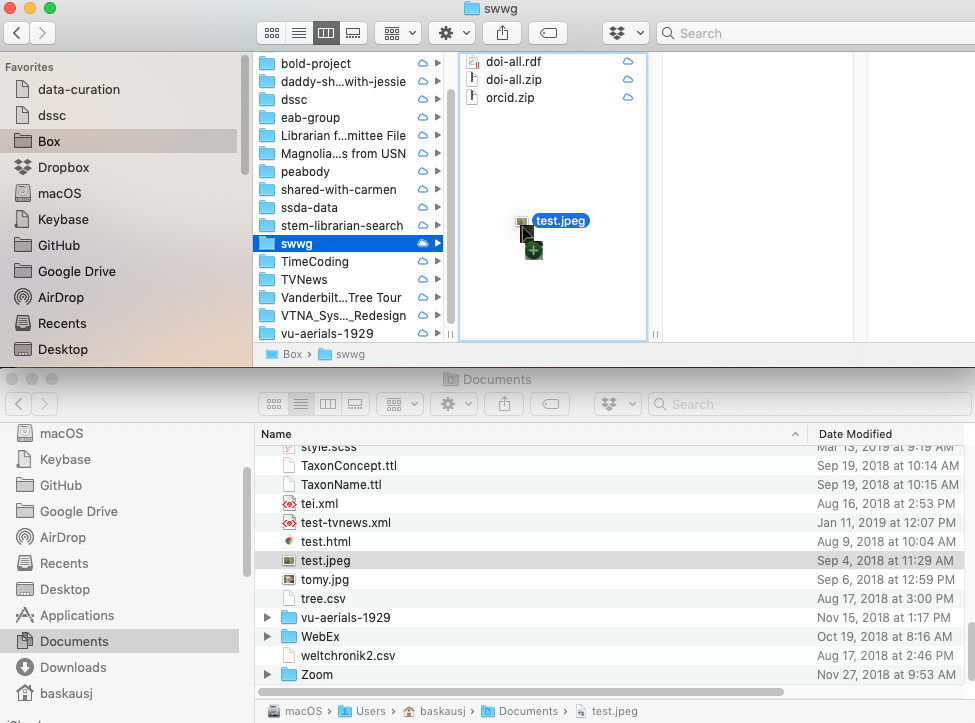 swwg
Search
Favorites
data-curation
dssc
Box
Dropbox
macOS
Keybase
GitHub
Google Drive
AirDrop
Recents
Desktop
bold-project
daddy-sh...with-jessie
dssc
eab-group
Librarian f...mittee File
Magnolia...s from USN
peabody
shared-with-carmen
ssda-data
stem-librarian-search
swwg
TimeCoding
TVNews
Vanderbilt...Tree Tour
VTNA_Sys..._Redesign
vu-aerials-1929
doi-all.rdf
doi-all.zip
orcid.zip
test.jpeg
Box › swwg
Documents
Search
macOS
Keybase
GitHub
Google Drive
AirDrop
Recents
Desktop
Applications
Documents
Downloads
baskausj
Name Date Modified
style.scss Mar 13, 2019 at 9:19 AM
TaxonConcept.ttl Sep 19, 2018 at 10:14 AM
TaxonName.ttl Sep 19, 2018 at 10:15 AM
tei.xml Aug 16, 2018 at 2:53 PM
test-tvnews.xml Jan 11, 2019 at 12:07 PM
test.html Aug 9, 2018 at 10:04 AM
test.jpeg Sep 4, 2018 at 11:29 AM
tomy.jpg Sep 6, 2018 at 12:59 PM
tree.csv Aug 17, 2018 at 3:00 PM
vu-aerials-1929 Nov 15, 2018 at 1:17 PM
WebEx Oct 19, 2018 at 8:16 AM
weltchronik2.csv Aug 17, 2018 at 2:46 PM
Zoom Nov 27, 2018 at 9:53 AM
macOS › Users › baskausj › Documents › test.jpeg